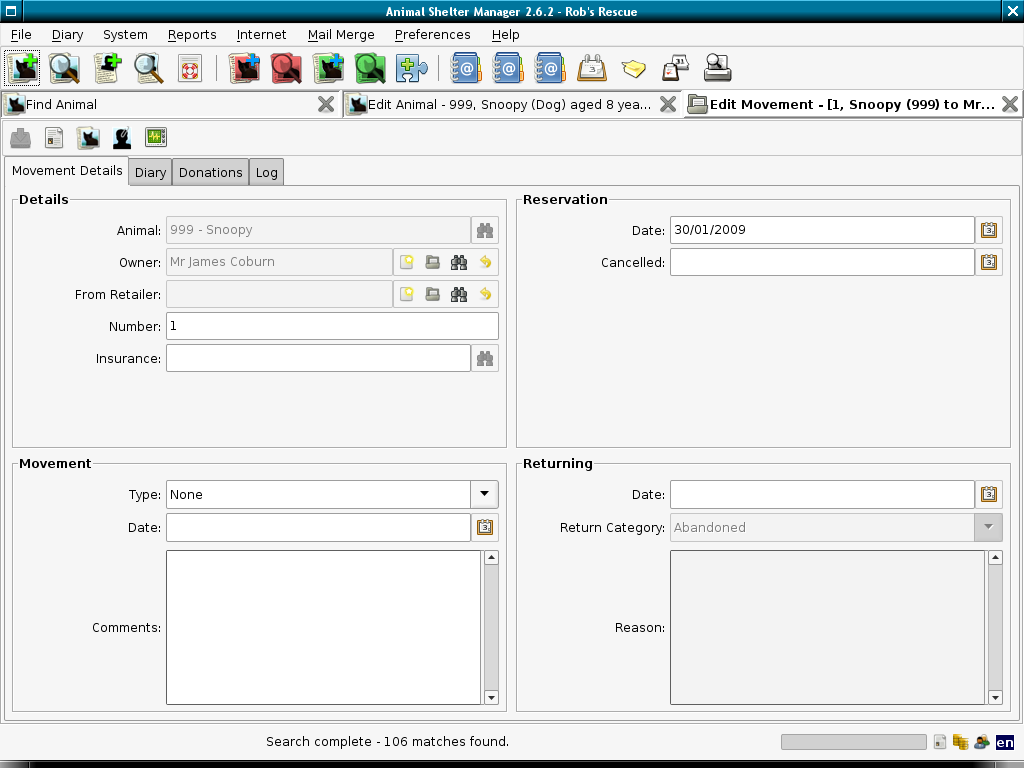 Animal Shelter Manager 2.6.2 - Rob's Rescue
File Diary System Reports Internet Mail Merge Preferences Help
Find Animal Edit Animal - 999, Snoopy (Dog) aged 8 yea... Edit Movement - [1, Snoopy (999) to Mr...
Movement Details Diary Donations Log
Details
Animal: 999 - Snoopy
Owner: Mr James Coburn
From Retailer:
Number: 1
Insurance:
Reservation
Date: 30/01/2009
Cancelled:
Movement
Type: None
Date:
Comments:
Returning
Date:
Return Category: Abandoned
Reason:
Search complete - 106 matches found.
en